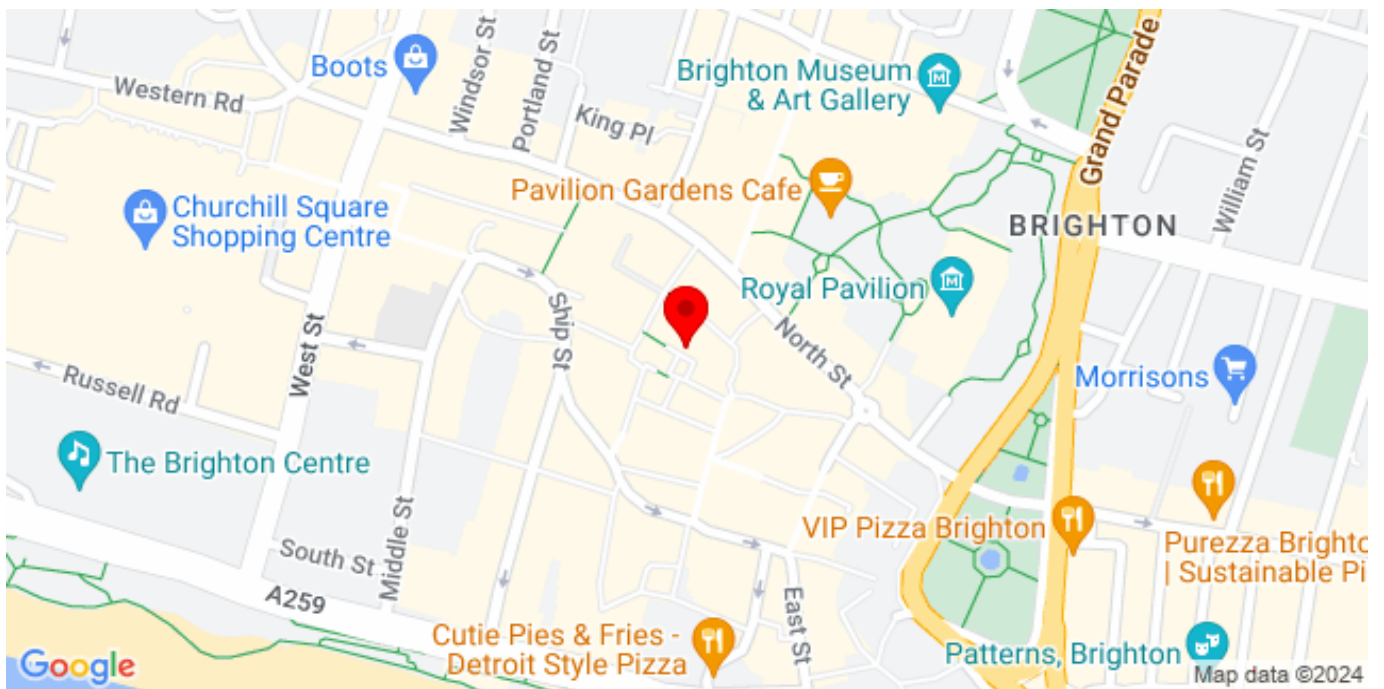 Boots
Windsor St
Portland St
Western Rd
King Pl
Brighton Museum
& Art Gallery
Grand Parade
William St
Pavilion Gardens Cafe
Churchill Square
Shopping Centre
BRIGHTON
Royal Pavilion
Ship St
North St
West St
Russell Rd
Morrisons
The Brighton Centre
Middle St
South St
VIP Pizza Brighton
Purezza Brighto
| Sustainable Pi
A259
East St
Cutie Pies & Fries -
Detroit Style Pizza
Patterns, Brighton
Google
Map data ©2024